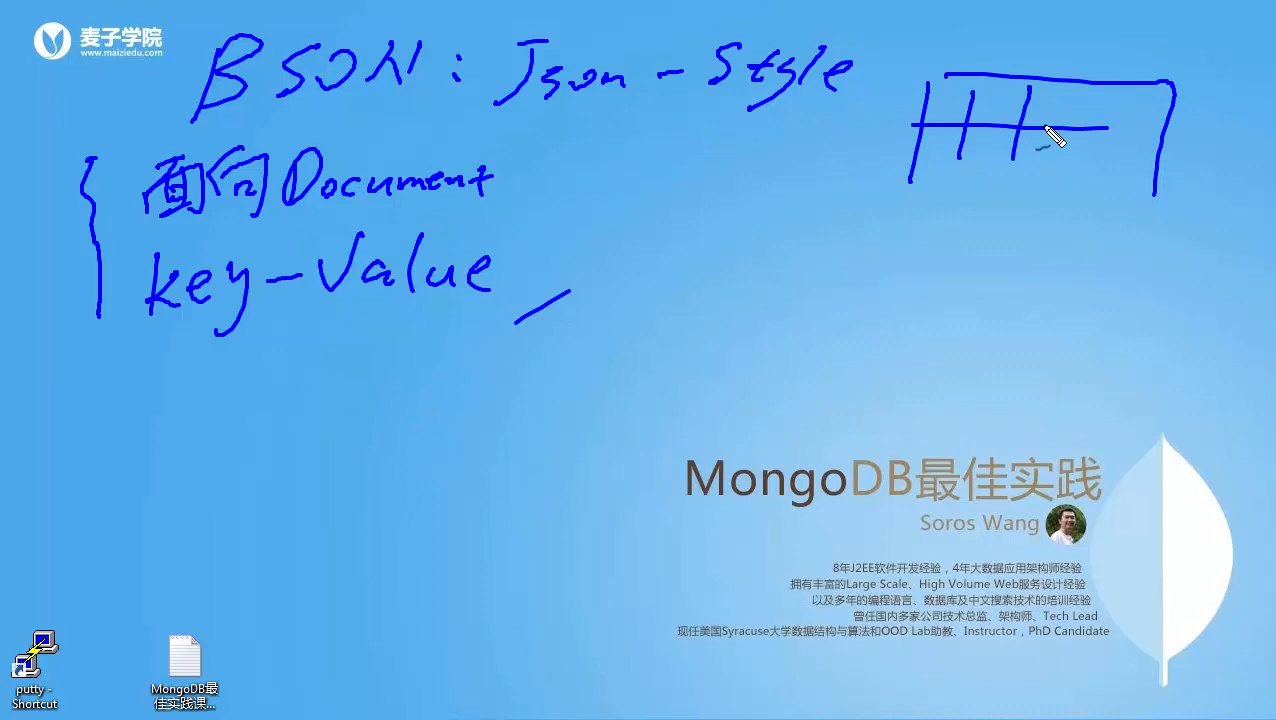 麦子学院
www.maiziedu.com
BSON: Json-Style
面向Document
key-Value
MongoDB最佳实践
Soros Wang
8年J2EE软件开发经验，4年大数据应用架构师经验
拥有丰富的Large Scale、High Volume Web服务设计经验
以及多年的编程语言、数据库及中文搜索技术的培训经验
曾任国内多家公司技术总监、架构师、Tech Lead
现任美国Syracuse大学数据结构与算法和OOD Lab助教、Instructor，PhD Candidate
putty -
Shortcut
MongoDB最
佳实践课...